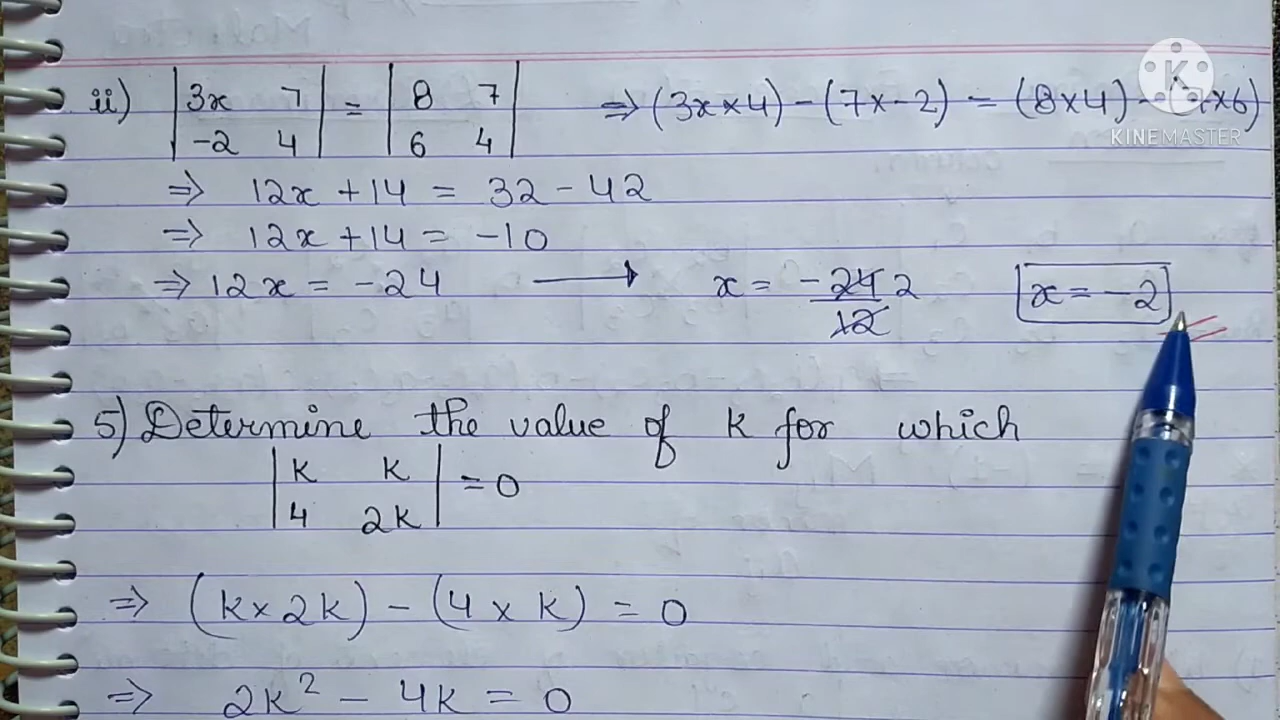 ii) |3x 7| = |8 7| ⇒ (3x×4) - (7×-2) = (8×4) - ×6)
|-2 4| |6 4|
⇒ 12x + 14 = 32 - 42
⇒ 12x + 14 = -10
⇒ 12x = -24 → x = -24 2 x = -2
12
5) Determine the value of k for which
|k k| = 0
|4 2k|
⇒ (k×2k) - (4×k) = 0
⇒ 2k² - 4k = 0
K
KINEMASTER